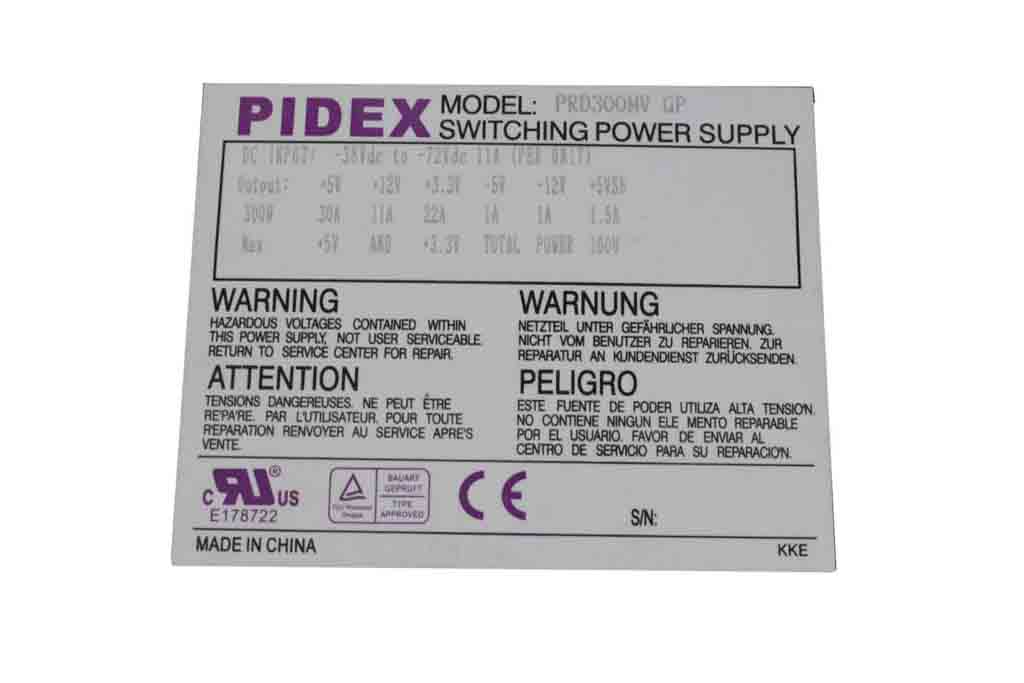 PIDEX MODEL: PRD300MV GP
SWITCHING POWER SUPPLY
DC INPUT: -38Vdc to -72Vdc 11A (PER UNIT)
Output: +5V +12V +3.3V -5V -12V +5VSB
300W 30A 11A 22A 1A 1A 1.5A
Max +5V AND +3.3V TOTAL POWER 160W
WARNING
HAZARDOUS VOLTAGES CONTAINED WITHIN
THIS POWER SUPPLY, NOT USER SERVICEABLE.
RETURN TO SERVICE CENTER FOR REPAIR.
WARNUNG
NETZTEIL UNTER GEFÄHRLICHER SPANNUNG.
NICHT VOM BENUTZER ZU REPARIEREN. ZUR
REPARATUR AN KUNDENDIENST ZURÜCKSENDEN.
ATTENTION
TENSIONS DANGEREUSES. NE PEUT ÊTRE
RE'PA'RE. PAR L'UTILISATEUR. POUR TOUTE
R'EPARATION RENVOYER AU SERVICE APRE'S
VENTE.
PELIGRO
ESTE FUENTE DE PODER UTILIZA ALTA TENSIO'N.
NO CONTIENE NINGUN ELE MENTO REPARABLE
POR EL USUARIO. FAVOR DE ENVIAR AL
CENTRO DE SERVICIO PARA SU REPARACIO'N.
C RU ® US
E178722
BAUART
GEPRÜFT
TYPE
APPROVED
CE
S/N:
MADE IN CHINA
KKE